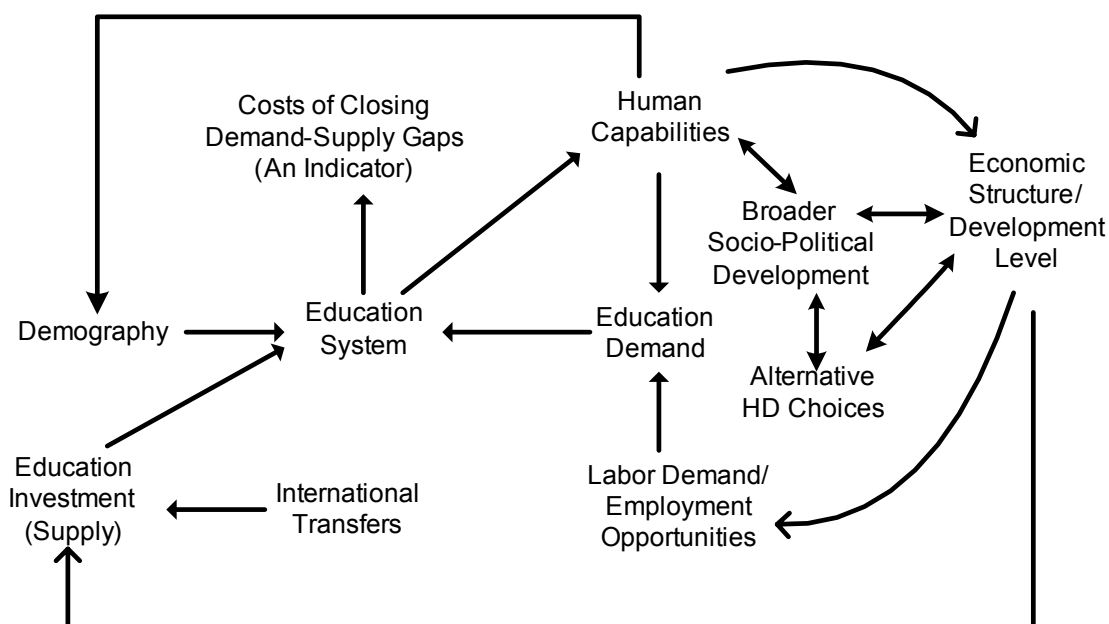 Costs of Closing
Demand-Supply Gaps
(An Indicator)
Human
Capabilities
Economic
Structure/
Development
Level
Broader
Socio-Political
Development
Demography
Education
System
Education
Demand
Alternative
HD Choices
Education
Investment
(Supply)
International
Transfers
Labor Demand/
Employment
Opportunities